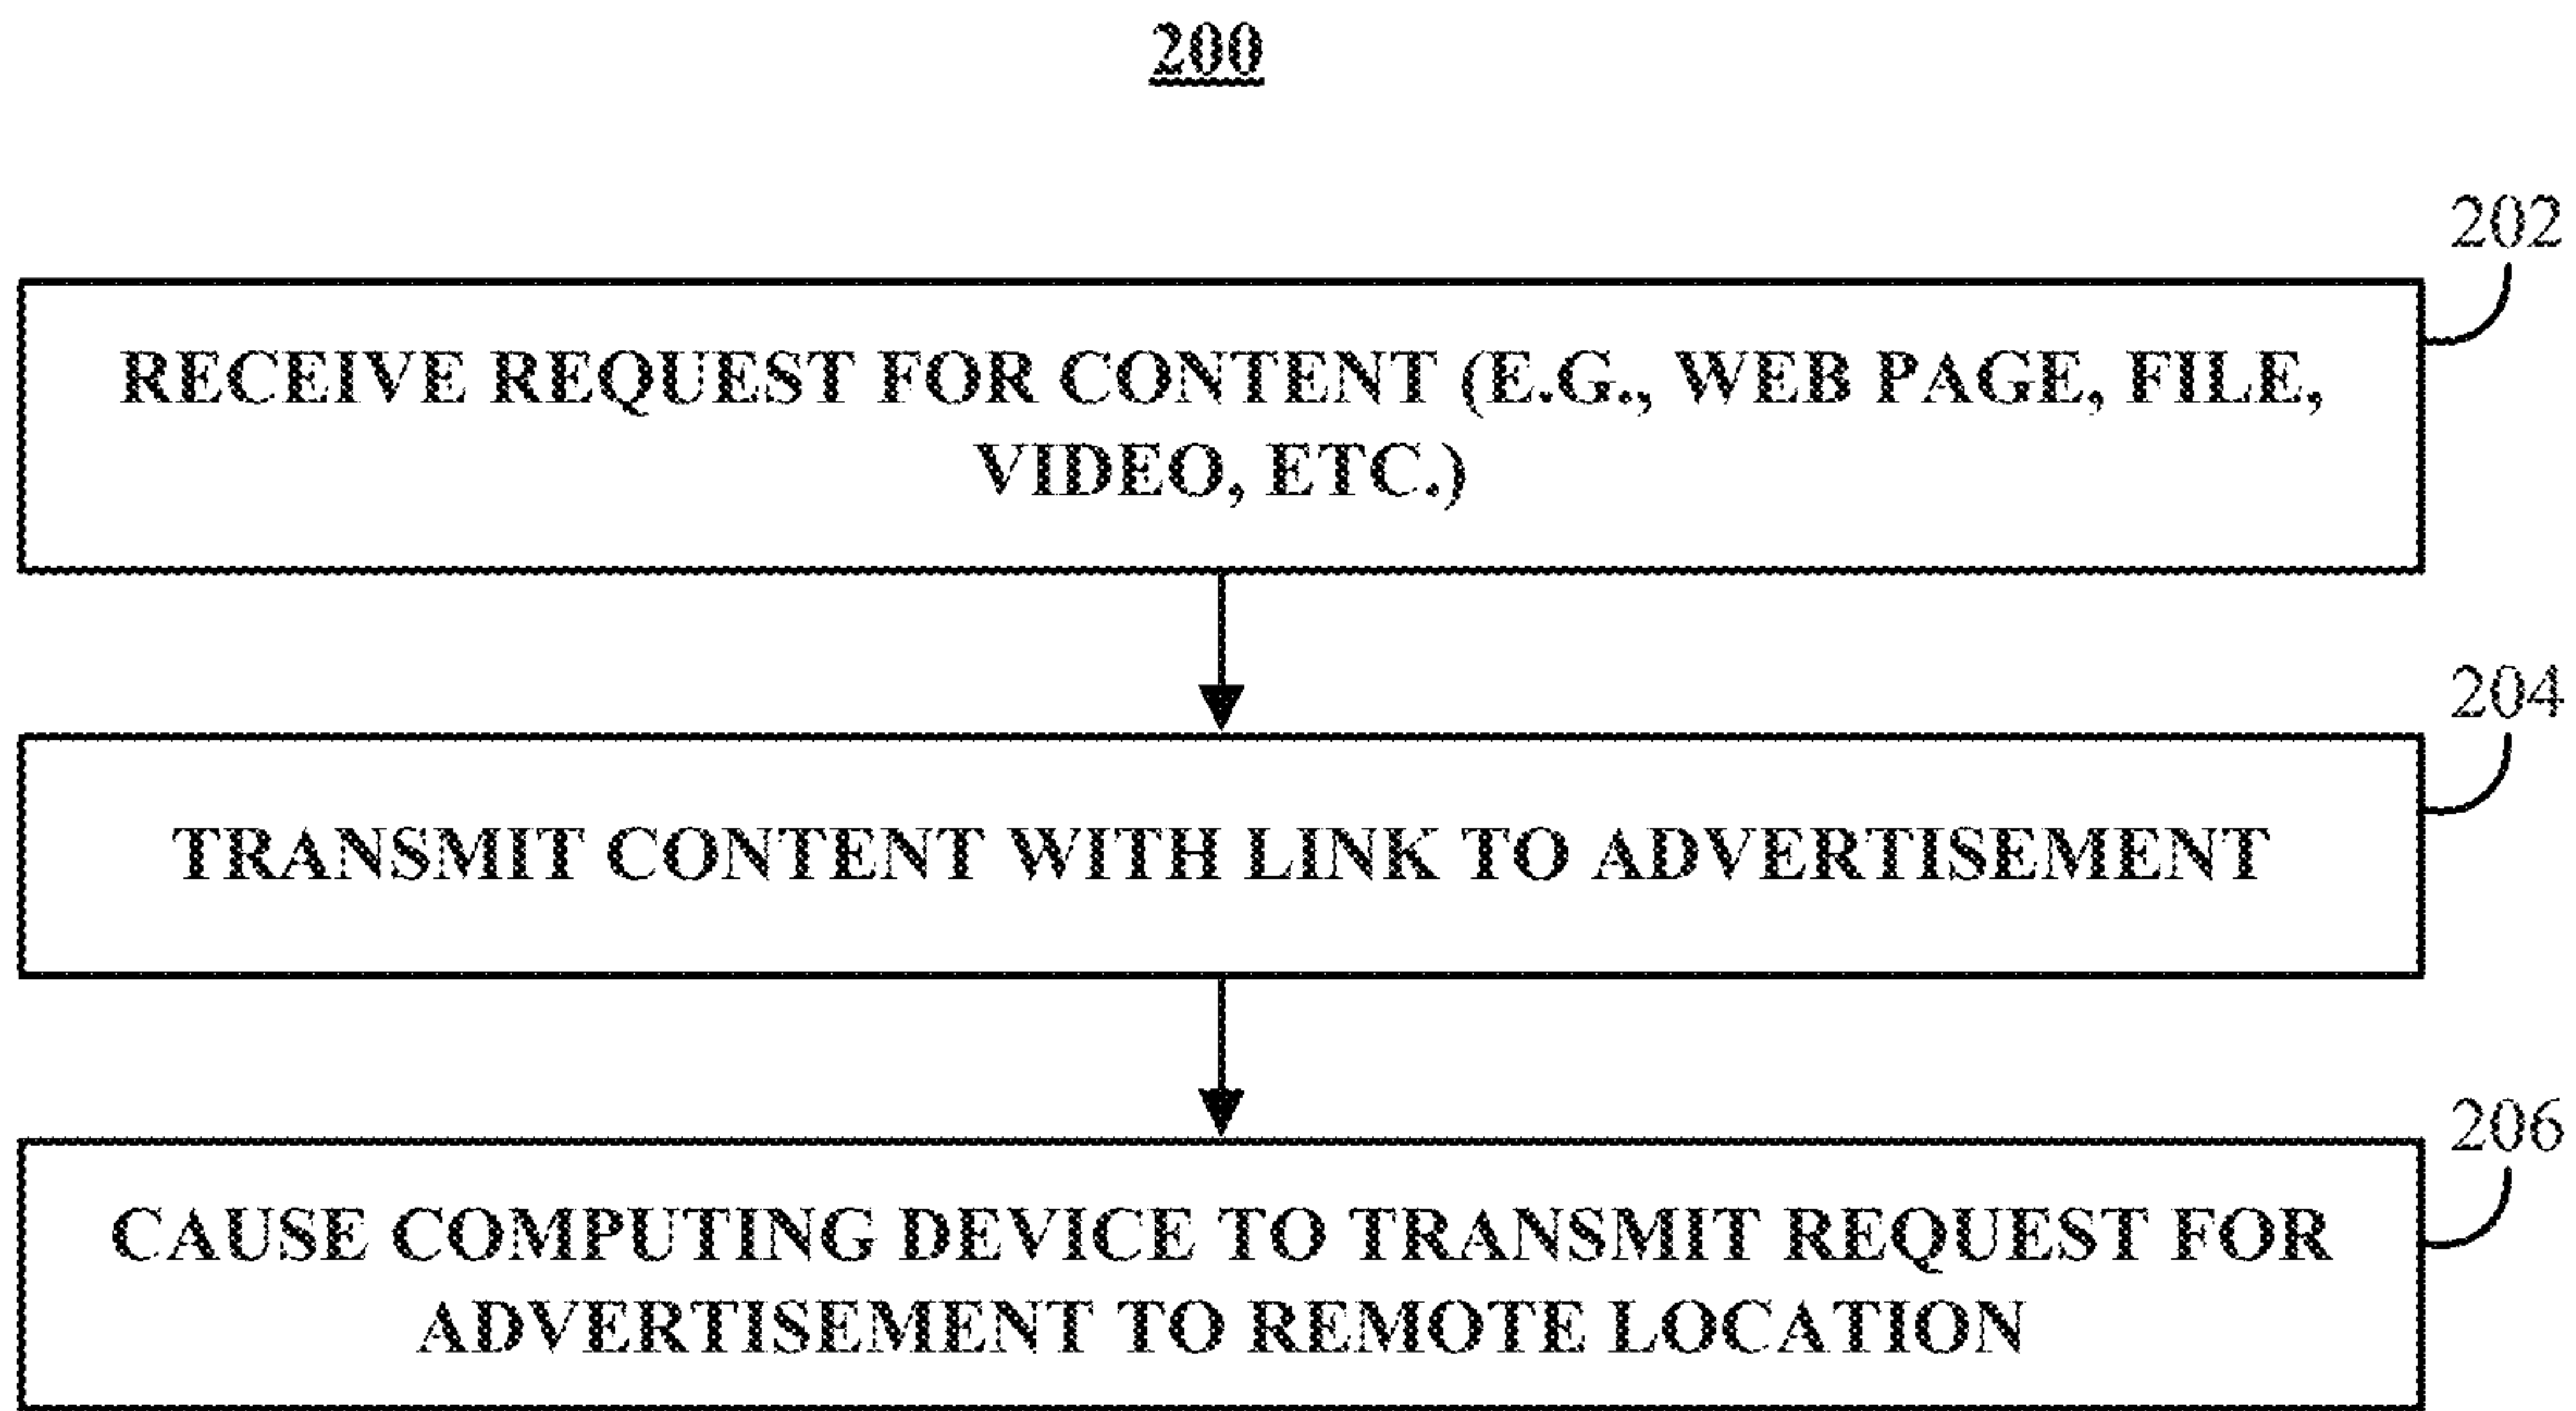 200
202
RECEIVE REQUEST FOR CONTENT (E.G., WEB PAGE, FILE,
VIDEO, ETC.)
204
TRANSMIT CONTENT WITH LINK TO ADVERTISEMENT
206
CAUSE COMPUTING DEVICE TO TRANSMIT REQUEST FOR
ADVERTISEMENT TO REMOTE LOCATION